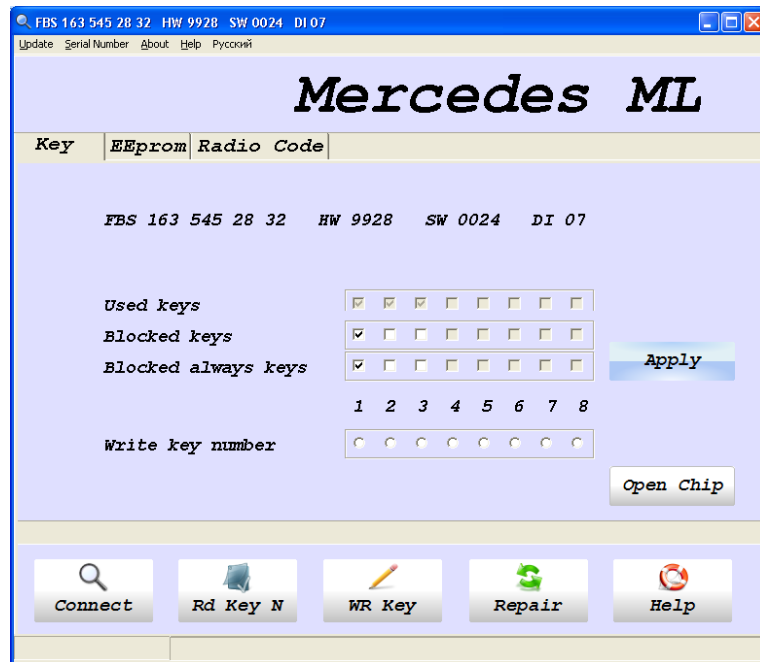 FBS 163 545 28 32 HW 9928 SW 0024 DI 07
Update Serial Number About Help Русский
Mercedes ML
Key EEprom Radio Code
FBS 163 545 28 32 HW 9928 SW 0024 DI 07
Used keys
Blocked keys
Blocked always keys
Apply
1 2 3 4 5 6 7 8
Write key number
Open Chip
Connect Rd Key N WR Key Repair Help